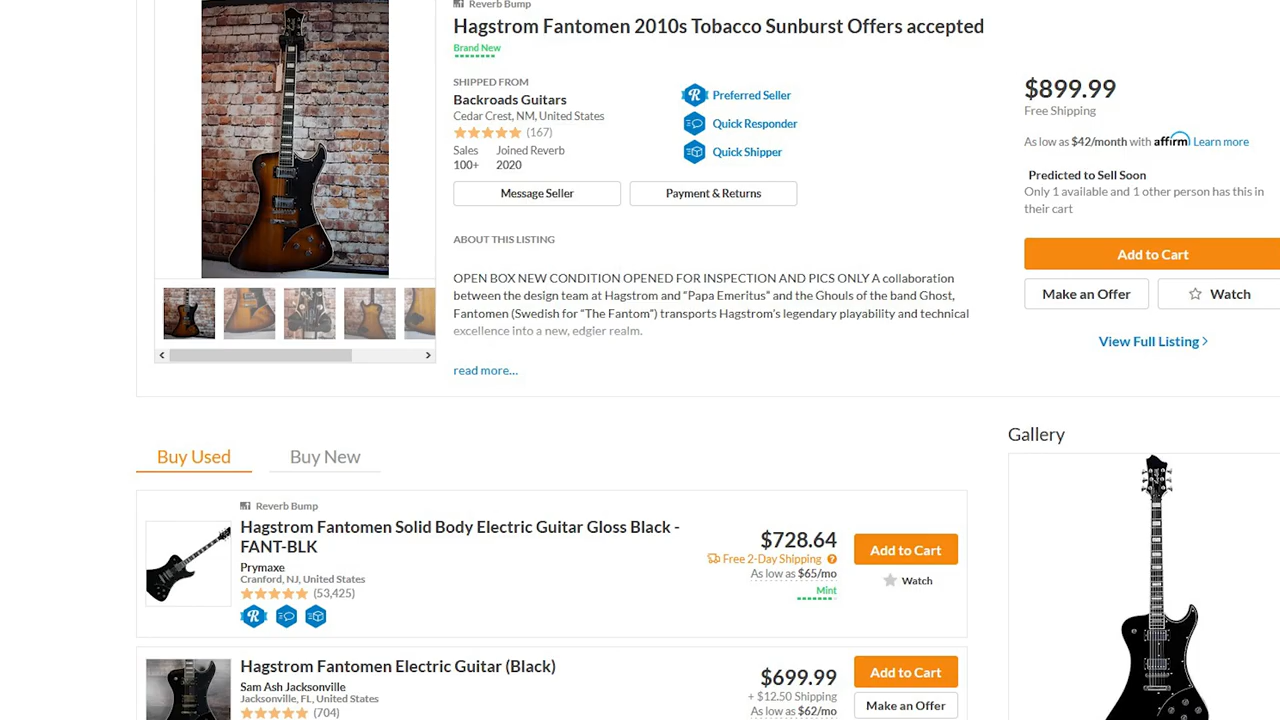 Reverb Bump
Hagstrom Fantomen 2010s Tobacco Sunburst Offers accepted
Brand New
SHIPPED FROM
Backroads Guitars
Cedar Crest, NM, United States
(167)
Sales Joined Reverb
100+ 2020
Preferred Seller
Quick Responder
Quick Shipper
Message Seller
Payment & Returns
ABOUT THIS LISTING
OPEN BOX NEW CONDITION OPENED FOR INSPECTION AND PICS ONLY A collaboration
between the design team at Hagstrom and “Papa Emeritus” and the Ghouls of the band Ghost,
Fantomen (Swedish for “The Fantom”) transports Hagstrom's legendary playability and technical
excellence into a new, edgier realm.
read more...
$899.99
Free Shipping
As low as $42/month with affirm Learn more
Predicted to Sell Soon
Only 1 available and 1 other person has this in
their cart
Add to Cart
Make an Offer
Watch
View Full Listing
Buy Used
Buy New
Reverb Bump
Hagstrom Fantomen Solid Body Electric Guitar Gloss Black -
FANT-BLK
Prymaxe
Cranford, NJ, United States
(53,425)
$728.64
Free 2-Day Shipping ?
As low as $65/mo
Mint
Add to Cart
Watch
Hagstrom Fantomen Electric Guitar (Black)
Sam Ash Jacksonville
Jacksonville, FL, United States
(704)
$699.99
+ $12.50 Shipping
As low as $62/mo
Add to Cart
Make an Offer
Gallery